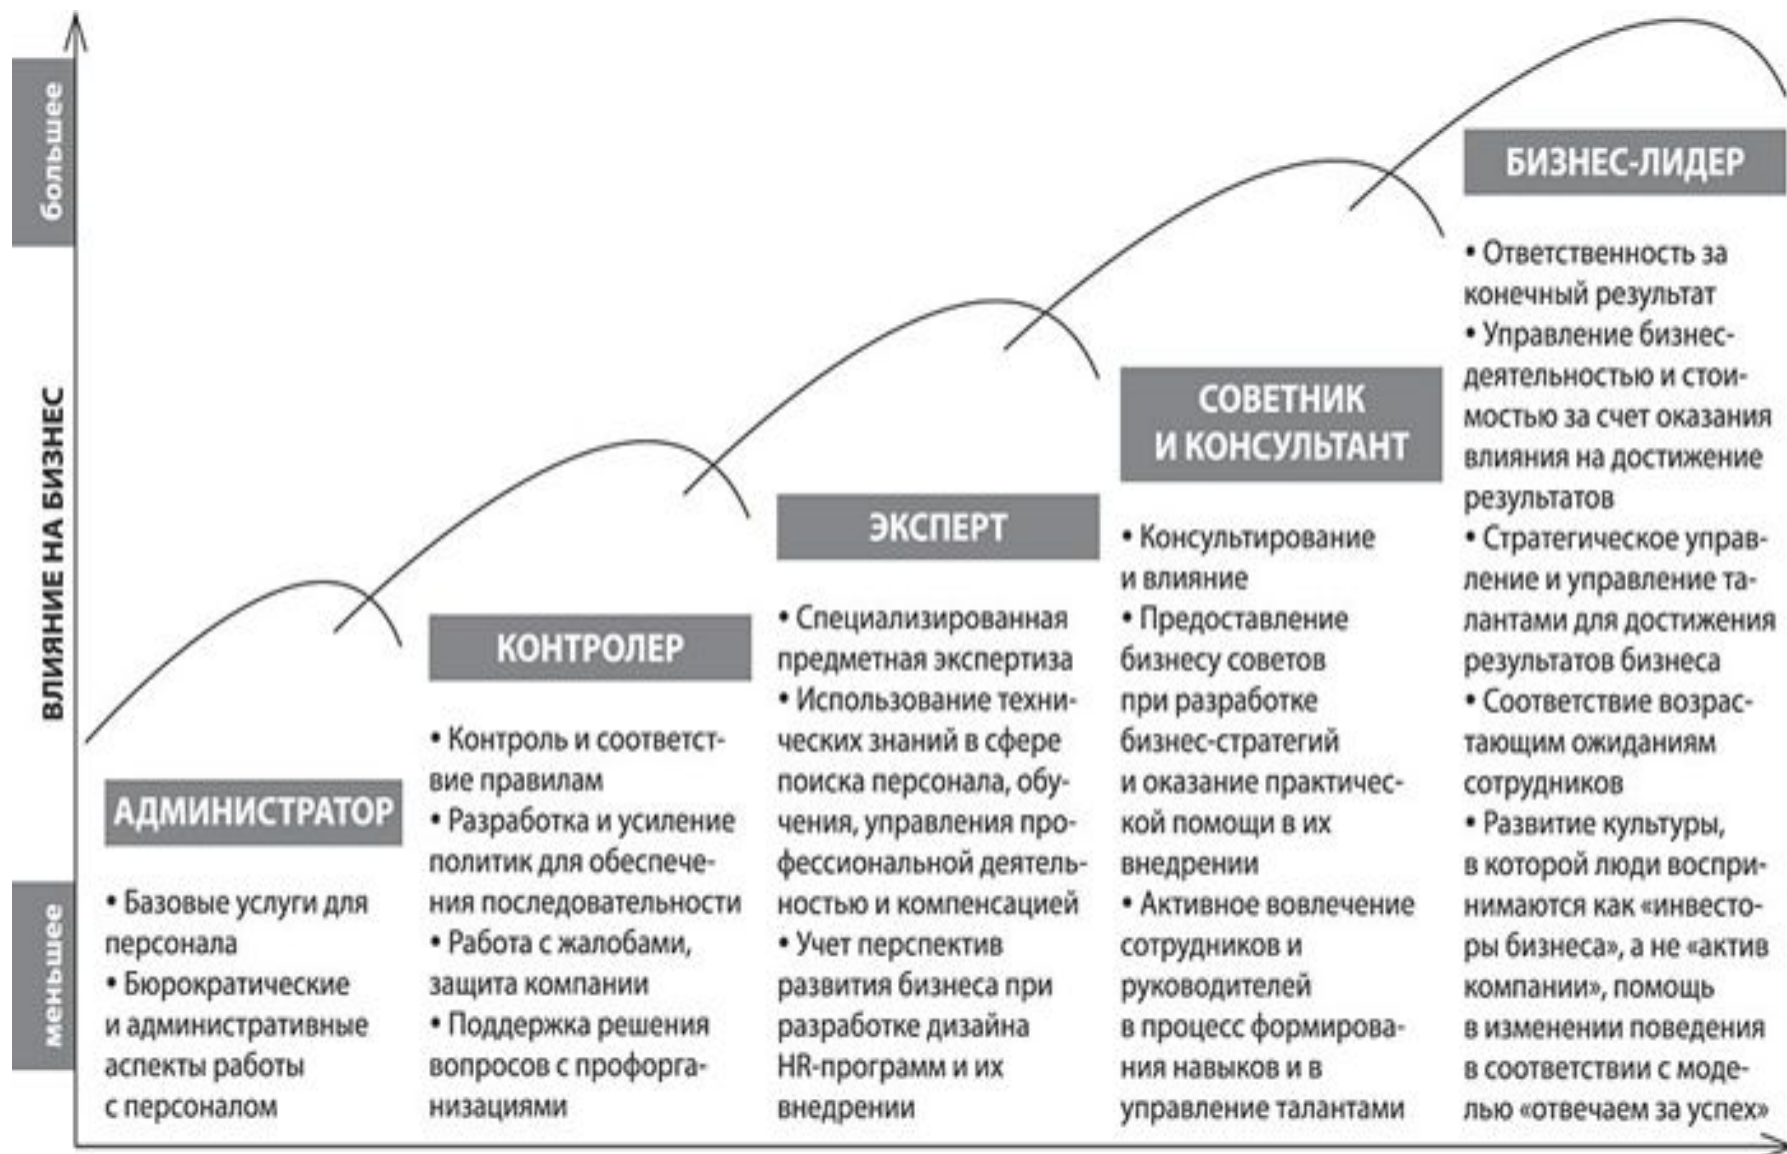 большее
ВЛИЯНИЕ НА БИЗНЕС
меньшее
АДМИНИСТРАТОР
• Базовые услуги для
персонала
• Бюрократические
и административные
аспекты работы
с персоналом
КОНТРОЛЕР
• Контроль и соответст-
вие правилам
• Разработка и усиление
политик для обеспече-
ния последовательности
• Работа с жалобами,
защита компании
• Поддержка решения
вопросов с профорга-
низациями
ЭКСПЕРТ
• Специализированная
предметная экспертиза
• Использование техни-
ческих знаний в сфере
поиска персонала, обу-
чения, управления про-
фессиональной деятель-
ностью и компенсацией
• Учет перспектив
развития бизнеса при
разработке дизайна
HR-программ и их
внедрении
СОВЕТНИК
И КОНСУЛЬТАНТ
• Консультирование
и влияние
• Предоставление
бизнесу советов
при разработке
бизнес-стратегий
и оказание практичес-
кой помощи в их
внедрении
• Активное вовлечение
сотрудников и
руководителей
в процесс формирова-
ния навыков и в
управление талантами
БИЗНЕС-ЛИДЕР
• Ответственность за
конечный результат
• Управление бизнес-
деятельностью и стои-
мостью за счет оказания
влияния на достижение
результатов
• Стратегическое управ-
ление и управление та-
лантами для достижения
результатов бизнеса
• Соответствие возрас-
тающим ожиданиям
сотрудников
• Развитие культуры,
в которой люди воспри-
нимаются как «инвесто-
ры бизнеса», а не «актив
компании», помощь
в изменении поведения
в соответствии с моде-
лью «отвечаем за успех»